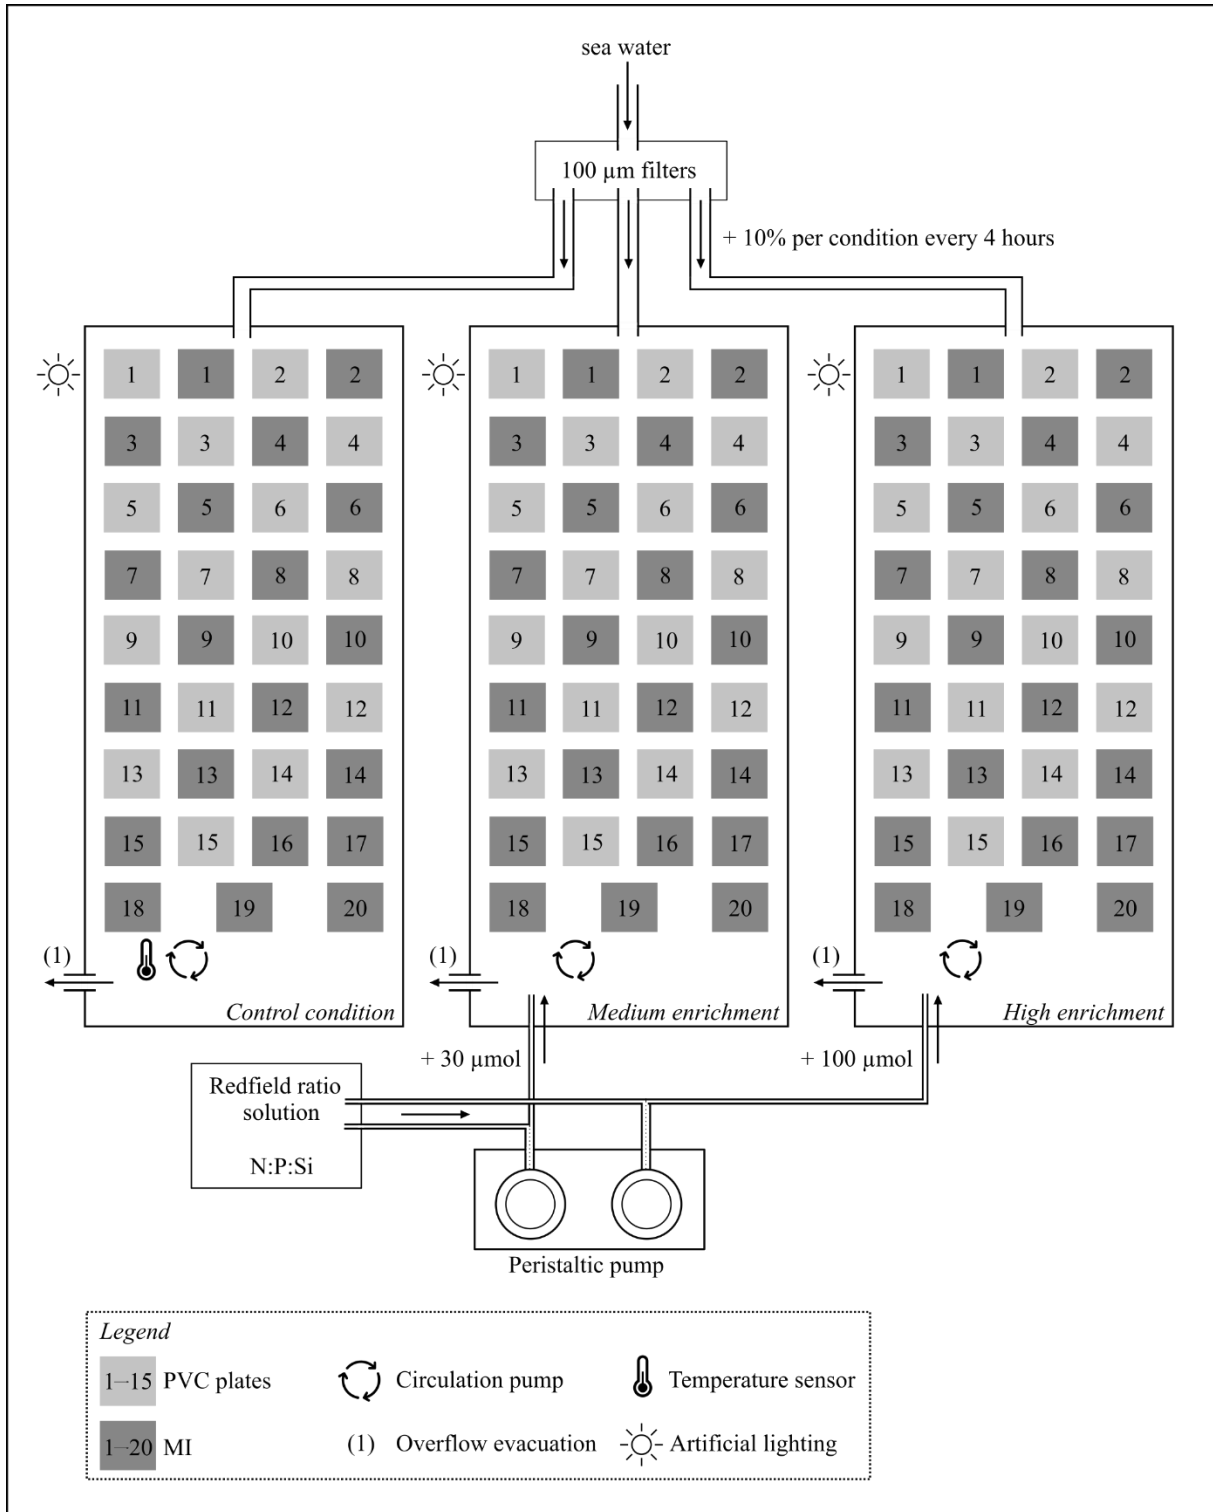 sea water
100 µm filters
+ 10% per condition every 4 hours
1 1 2 2 1 1 2 2 1 1 2 2
3 3 4 4 3 3 4 4 3 3 4 4
5 5 6 6 5 5 6 6 5 5 6 6
7 7 8 8 7 7 8 8 7 7 8 8
9 9 10 10 9 9 10 10 9 9 10 10
11 11 12 12 11 11 12 12 11 11 12 12
13 13 14 14 13 13 14 14 13 13 14 14
15 15 16 17 15 15 16 17 15 15 16 17
18 19 20 18 19 20 18 19 20
(1) (1) (1)
Control condition Medium enrichment High enrichment
+ 30 µmol + 100 µmol
Redfield ratio
solution
N:P:Si
Peristaltic pump
Legend
1–15 PVC plates Circulation pump Temperature sensor
1–20 MI (1) Overflow evacuation Artificial lighting